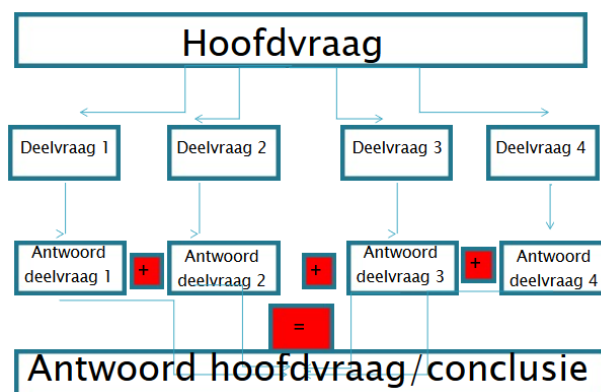 Hoofdvraag
Deelvraag 1
Deelvraag 2
Deelvraag 3
Deelvraag 4
Antwoord
deelvraag 1
+
Antwoord
deelvraag 2
+
Antwoord
deelvraag 3
+
Antwoord
deelvraag 4
=
Antwoord hoofdvraag/conclusie